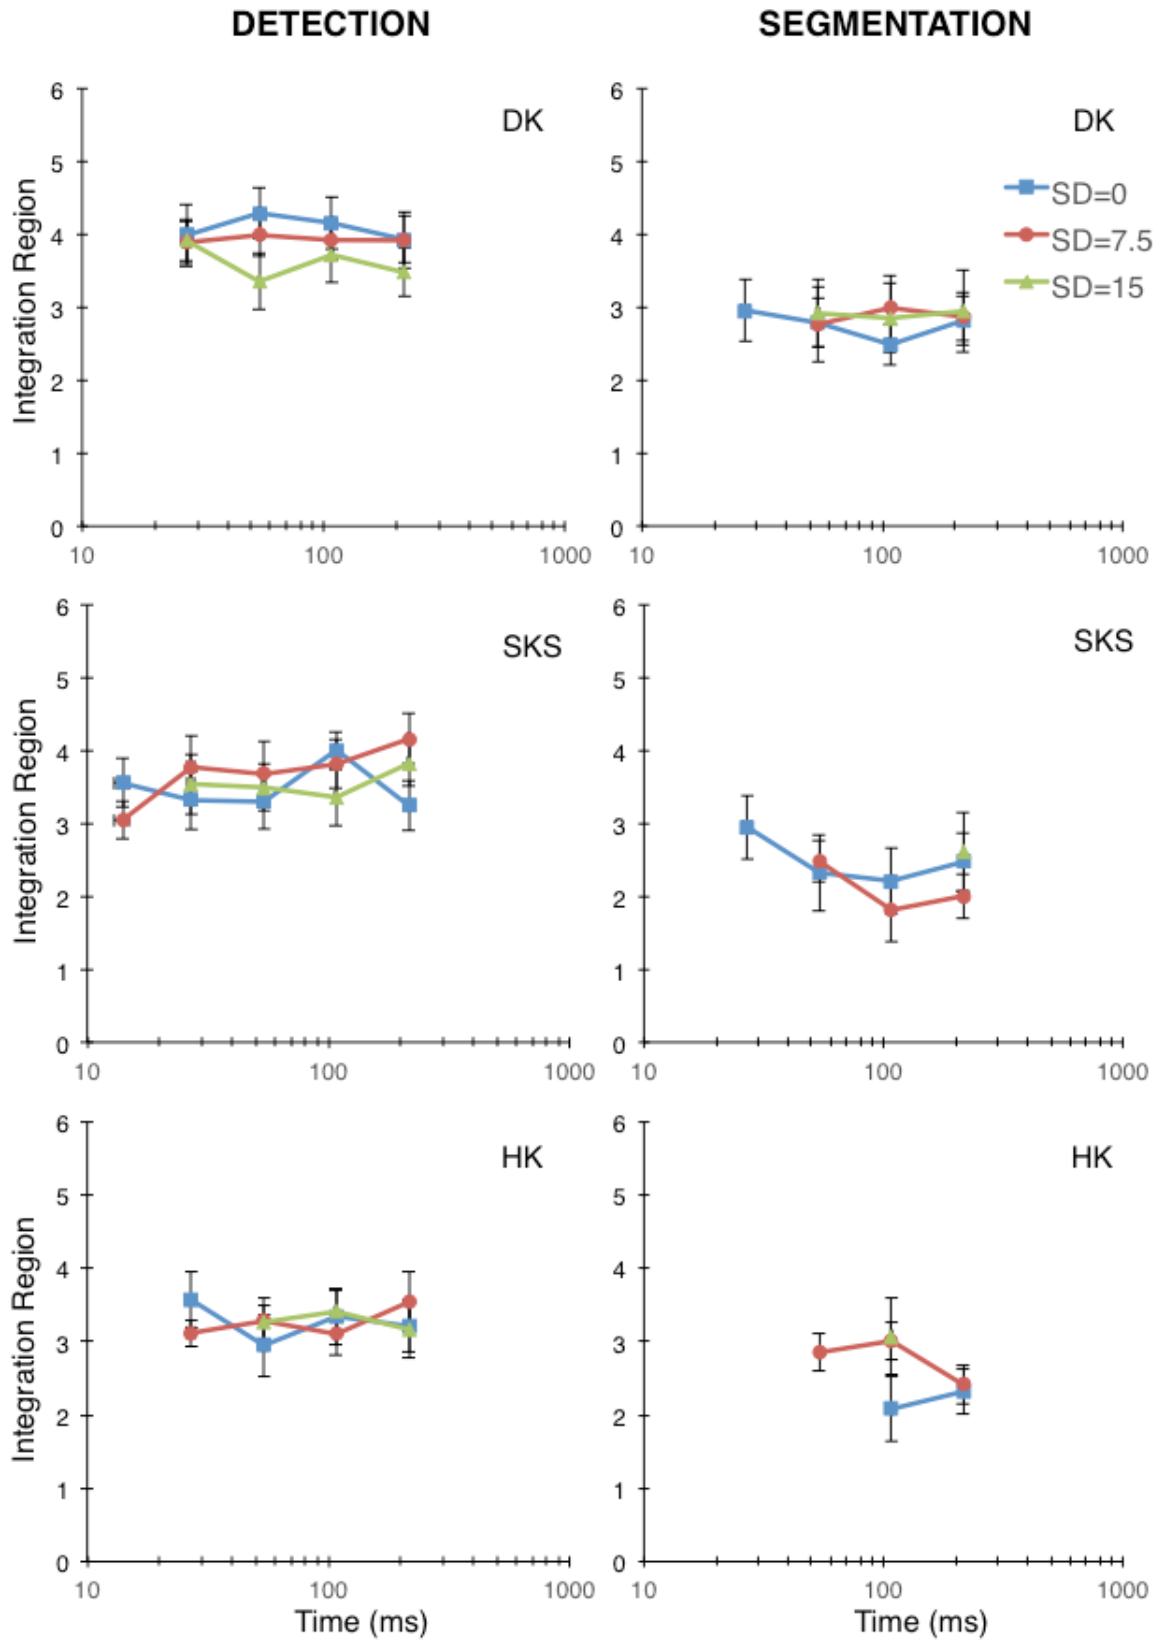 DETECTION SEGMENTATION
6 6
DK DK
5 5
SD=0
4 4
SD=7.5
3 3
SD=15
2 2
1 1
0 0
10 100 1000 10 100 1000
Integration Region
6 6
SKS SKS
5 5
4 4
3 3
2 2
1 1
0 0
10 100 1000 10 100 1000
Integration Region
6 6
HK HK
5 5
4 4
3 3
2 2
1 1
0 0
10 100 1000 10 100 1000
Integration Region
Time (ms) Time (ms)